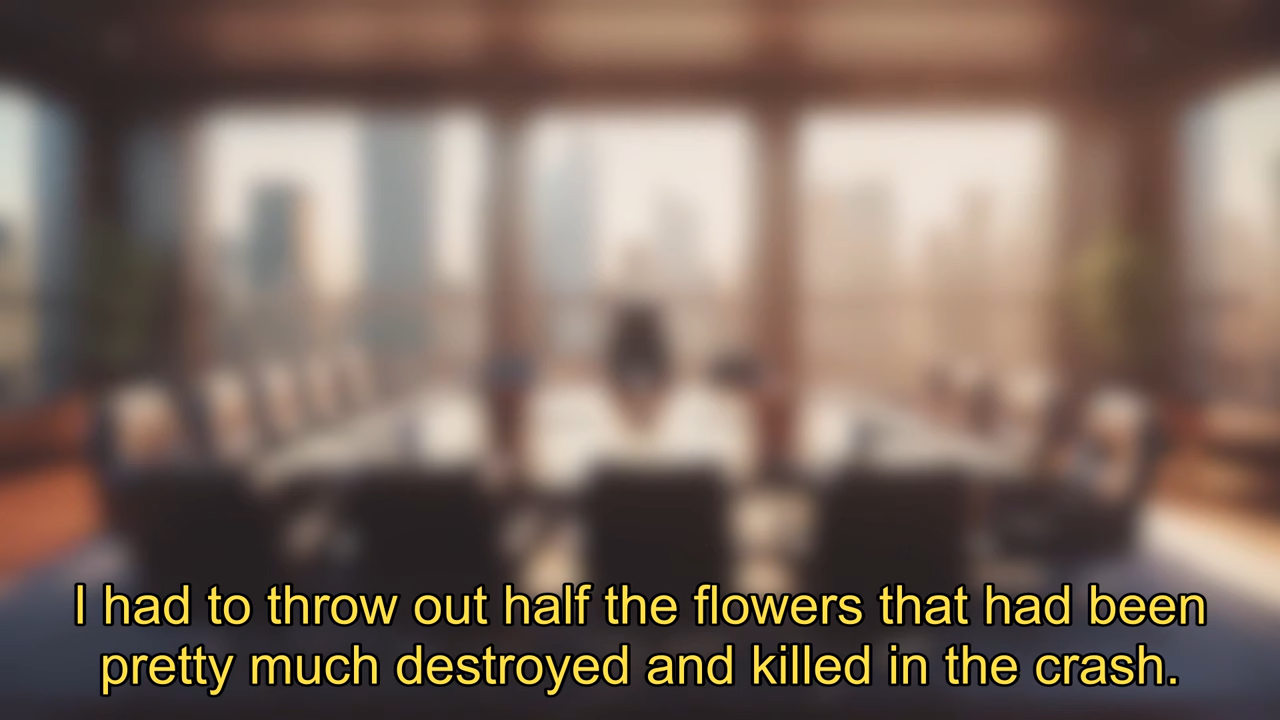 I had to throw out half the flowers that had been
pretty much destroyed and killed in the crash.